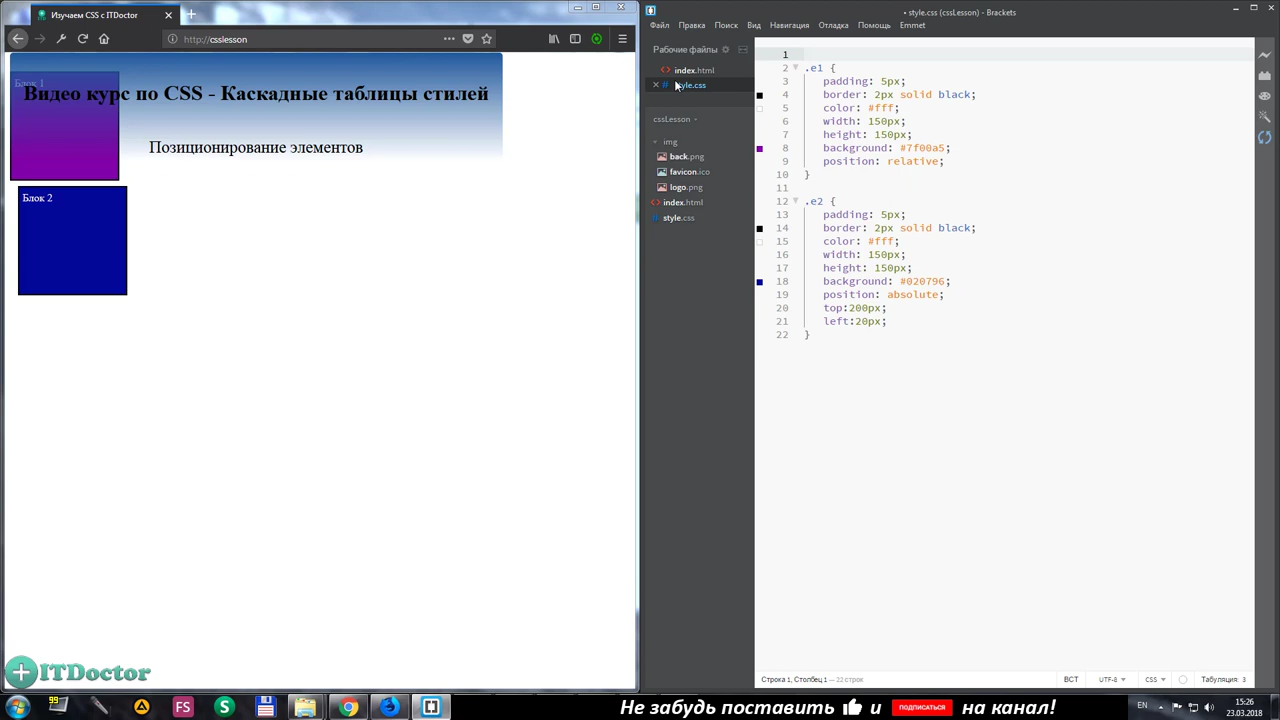 Изучаем CSS с ITDoctor
http://csslesson
Блок 1
Видеокурс по CSS - Каскадные таблицы стилей
Позиционирование элементов
Блок 2
ITDoctor
• style.css (cssLesson) - Brackets
Файл Правка Поиск Вид Навигация Отладка Помощь Emmet
Рабочие файлы
index.html
style.css
cssLesson
img
back.png
favicon.ico
logo.png
index.html
style.css
1
2 .e1 {
3 padding: 5px;
4 border: 2px solid black;
5 color: #fff;
6 width: 150px;
7 height: 150px;
8 background: #7f00a5;
9 position: relative;
10 }
11
12 .e2 {
13 padding: 5px;
14 border: 2px solid black;
15 color: #fff;
16 width: 150px;
17 height: 150px;
18 background: #020796;
19 position: absolute;
20 top:200px;
21 left:20px;
22 }
Строка 1, Столбец 1 — 22 строк
ВСТ UTF-8 CSS Табуляция: 3
99 FS S
Не забудь поставить и ПОДПИСАТЬСЯ на канал!
EN 15:26
23.03.2018